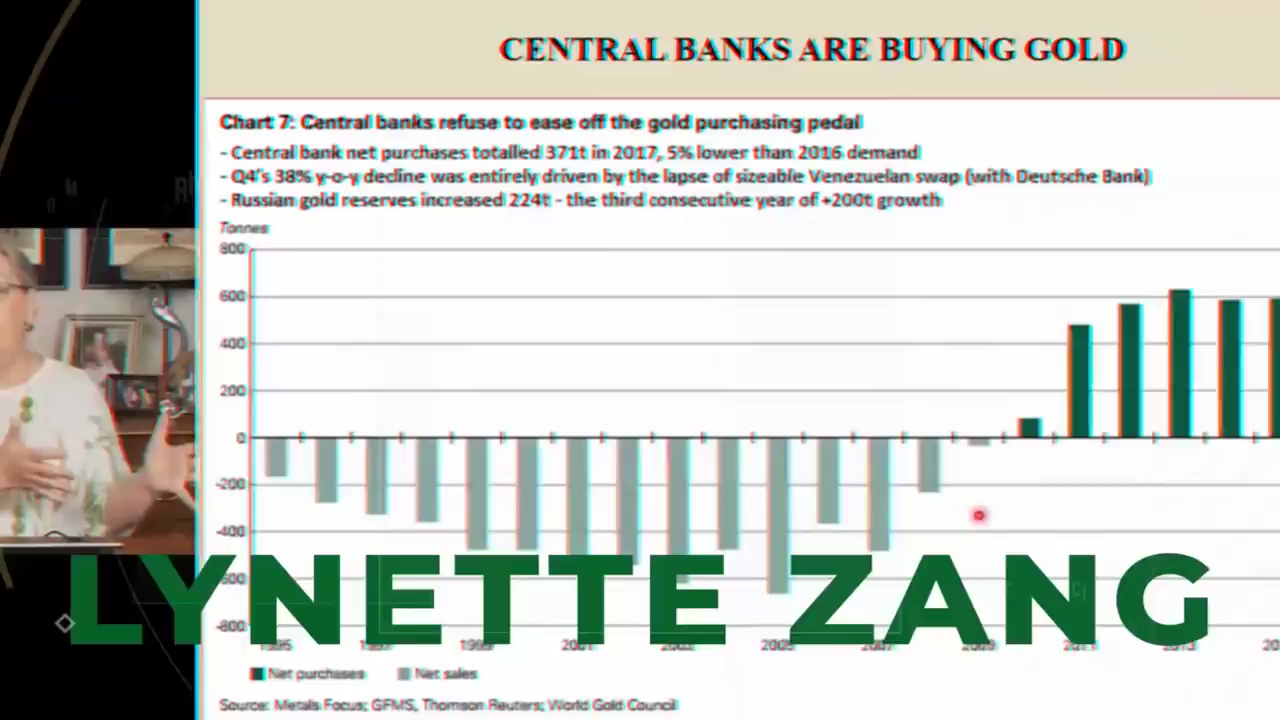 CENTRAL BANKS ARE BUYING GOLD
Chart 7: Central banks refuse to ease off the gold purchasing pedal
- Central bank net purchases totalled 371t in 2017, 5% lower than 2016 demand
- Q4's 38% y-o-y decline was entirely driven by the lapse of sizeable Venezuelan swap (with Deutsche Bank)
- Russian gold reserves increased 224t - the third consecutive year of +200t growth
Tonnes
800
600
400
200
0
-200
-400
-800
LYNETTE ZANG
2005
2007
2009
2011
2013
Net purchases
Net sales
Source: Metals Focus; GFMS, Thomson Reuters; World Gold Council